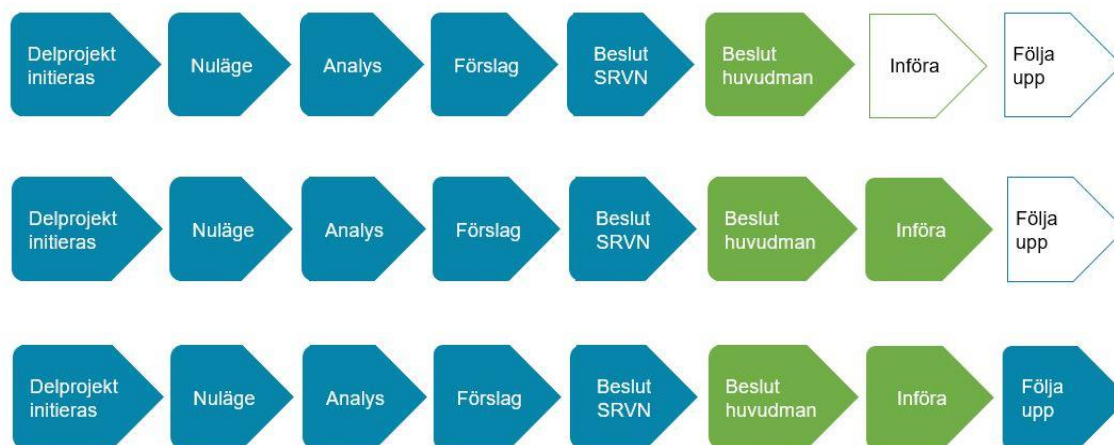 Delprojekt
initieras
Nuläge
Analys
Förslag
Beslut
SRVN
Beslut
huvudman
Införa
Följa
upp
Delprojekt
initieras
Nuläge
Analys
Förslag
Beslut
SRVN
Beslut
huvudman
Införa
Följa
upp
Delprojekt
initieras
Nuläge
Analys
Förslag
Beslut
SRVN
Beslut
huvudman
Införa
Följa
upp